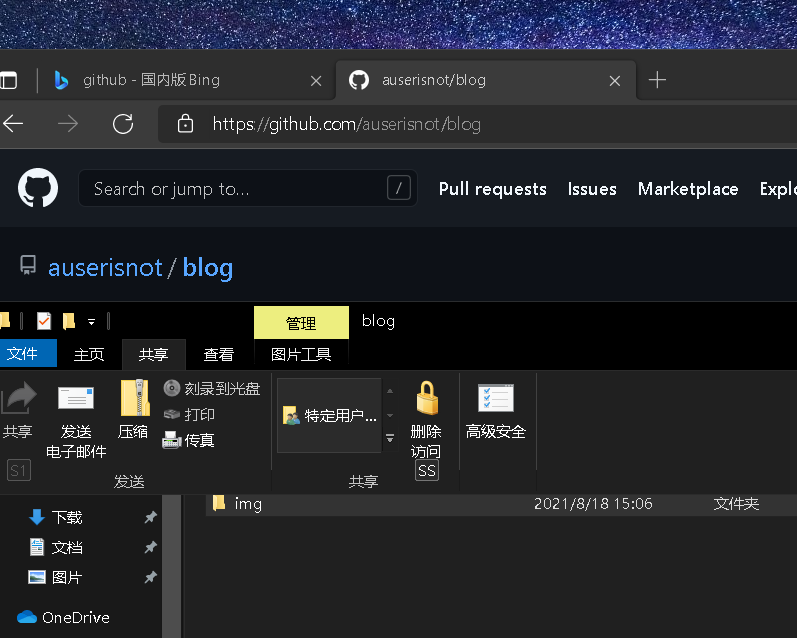 github - 国内版 Bing
auserisnot/blog
https://github.com/auserisnot/blog
Search or jump to...
/
Pull requests Issues Marketplace Explo
auserisnot / blog
管理 blog
文件 主页 共享 查看 图片工具
共享
发送
电子邮件
压缩
刻录到光盘
打印
传真
特定用户...
删除
访问
高级安全
S1
SS
发送
共享
img 2021/8/18 15:06 文件夹
下载
文档
图片
OneDrive